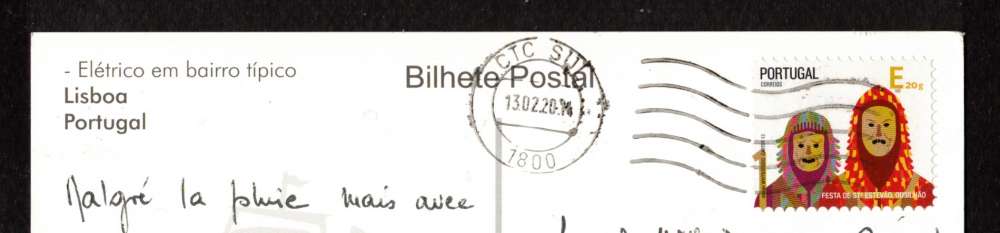 - Elétrico em bairro típico
Lisboa
Portugal
Bilhete Postal
CTC SUL
13.02.20.14
1800
PORTUGAL
CORREIOS
E 20g
FESTA DE STº ESTEVÃO, OUSILHÃO
Malgré la pluie mais avec